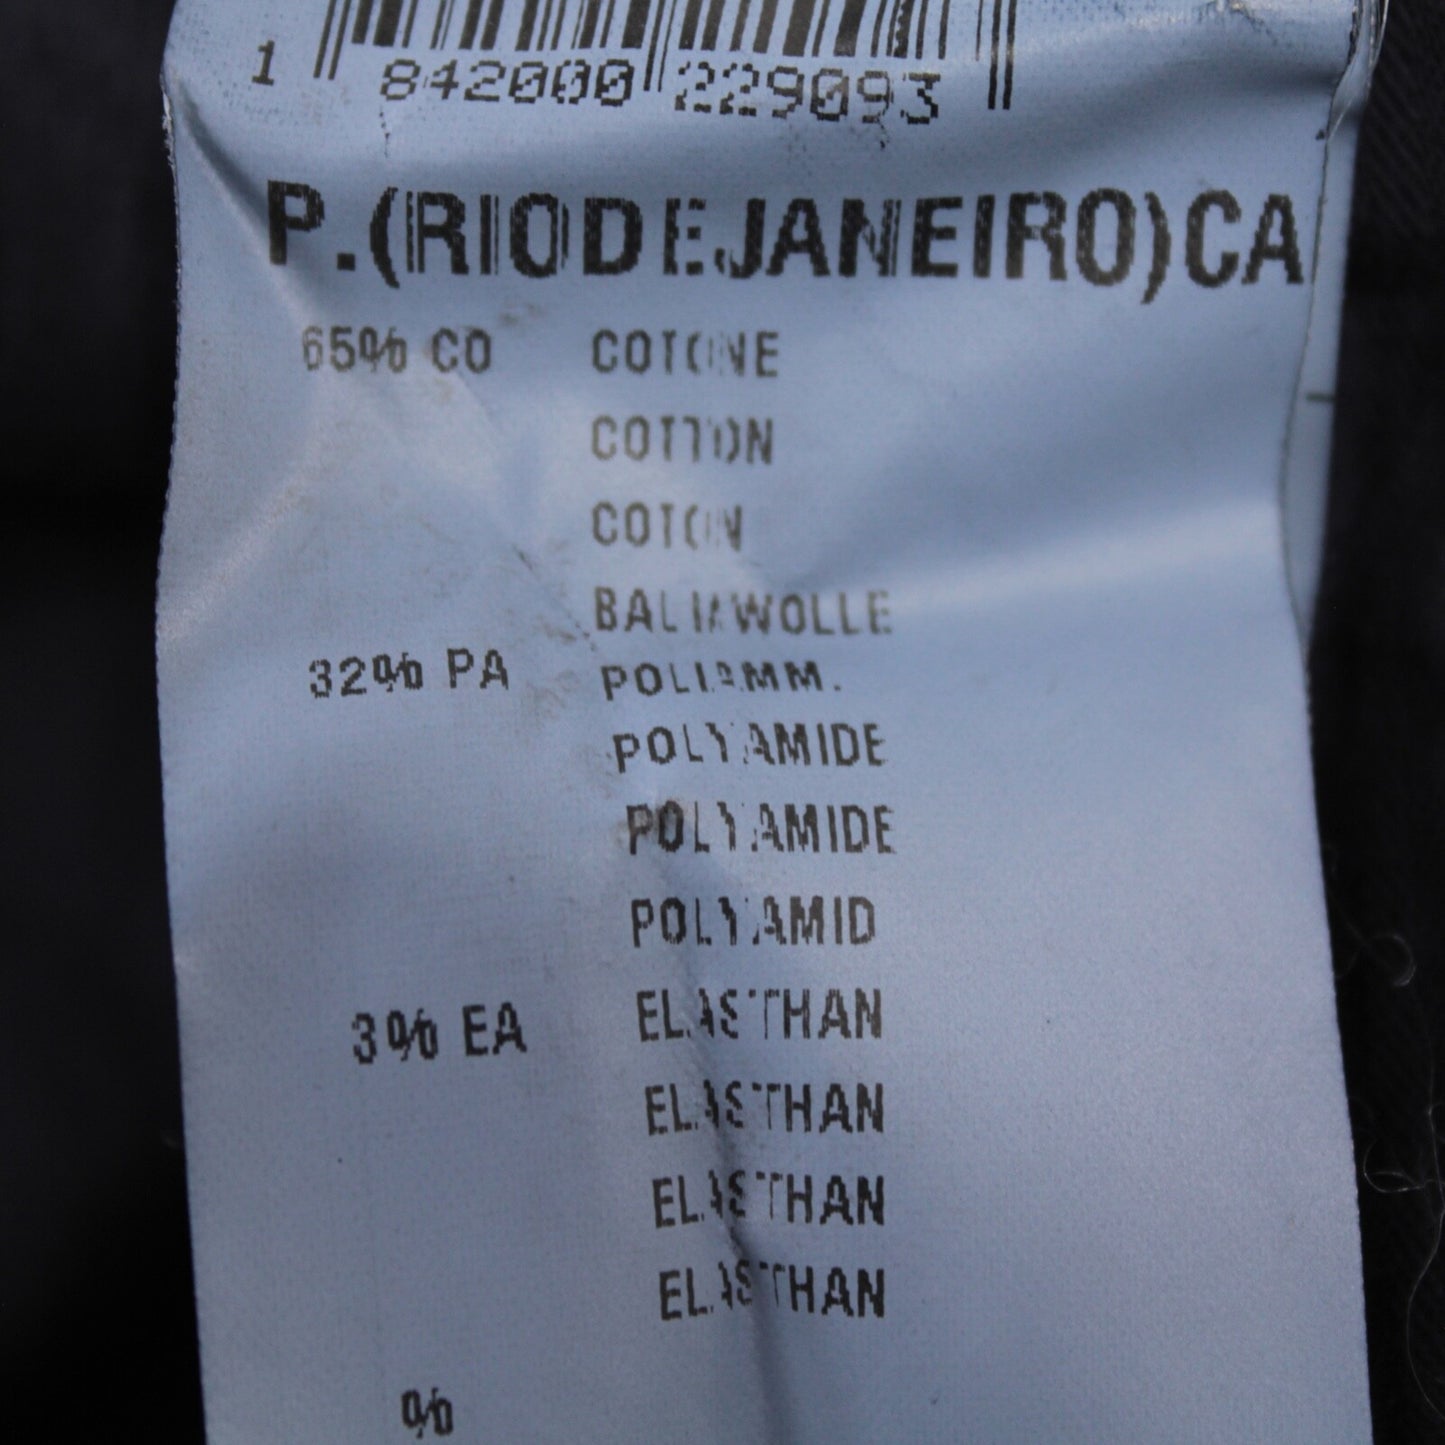 1 842000 229093
P.(RIODEJANEIRO)CA
65% CO COTONE
COTTON
COTON
BAUMWOLLE
32% PA POLIAMM.
POLYAMIDE
POLYAMIDE
POLYAMID
3% EA ELASTHAN
ELASTHAN
ELASTHAN
ELASTHAN
%